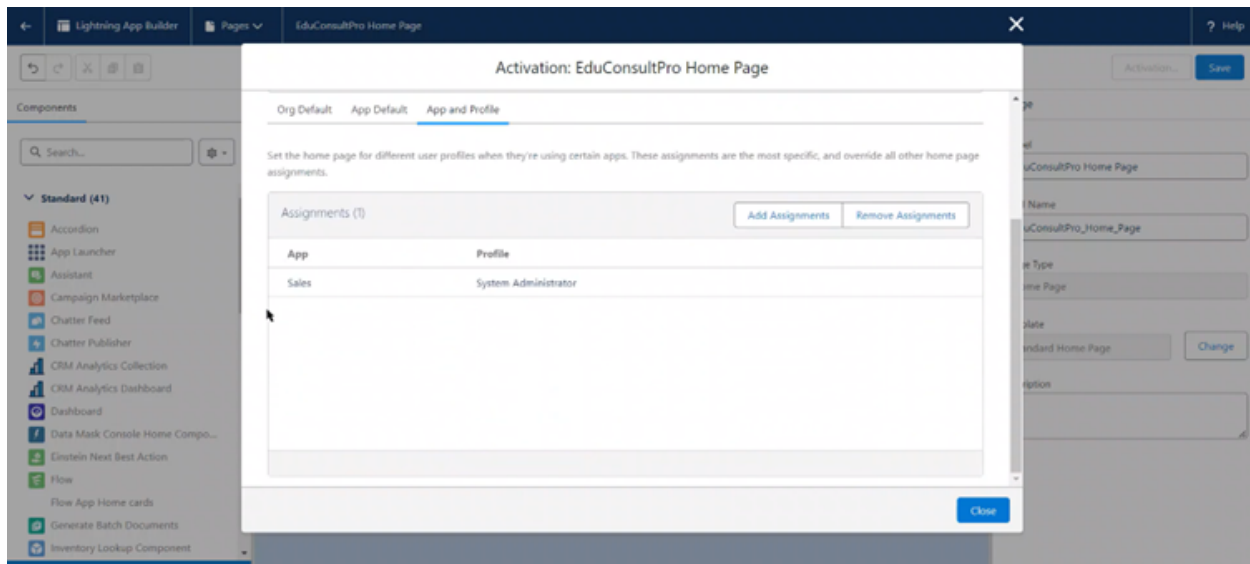 Lightning App Builder
Pages
EduConsultPro Home Page
? Help
Activation...
Save
Activation: EduConsultPro Home Page
Components
Search...
Org Default
App Default
App and Profile
Set the home page for different user profiles when they're using certain apps. These assignments are the most specific, and override all other home page
assignments.
Assignments (1)
Add Assignments
Remove Assignments
App
Profile
Sales
System Administrator
Close
Standard (41)
Accordion
App Launcher
Assistant
Campaign Marketplace
Chatter Feed
Chatter Publisher
CRM Analytics Collection
CRM Analytics Dashboard
Dashboard
Data Mask Console Home Compo...
Einstein Next Best Action
Flow
Flow App Home cards
Generate Batch Documents
Inventory Lookup Component
uConsultPro Home Page
Name
uConsultPro_Home_Page
Type
me Page
plate
ndard Home Page
Change
ription